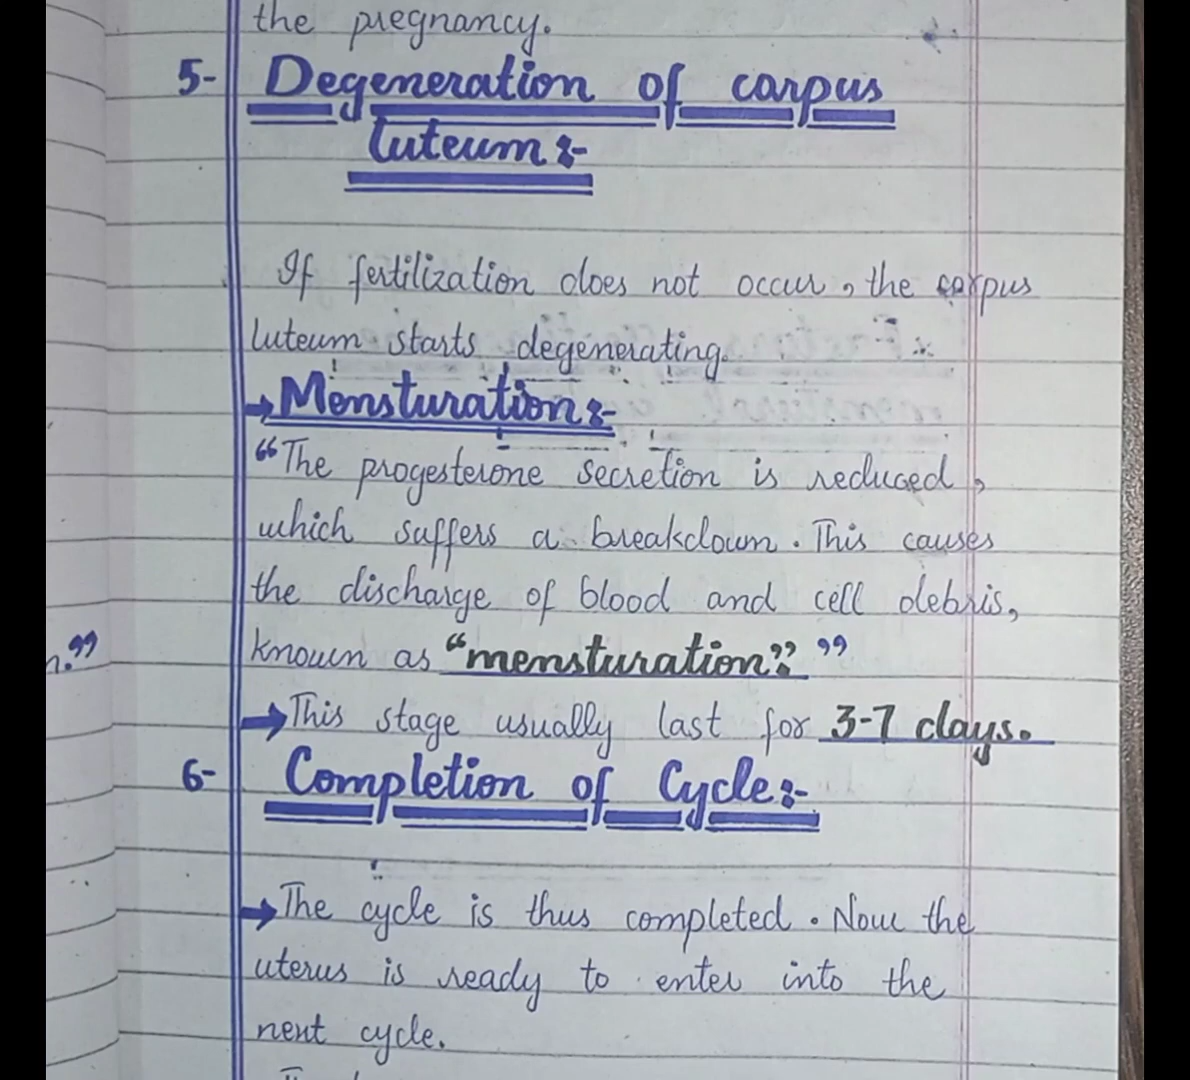 the pregnancy.
5- Degeneration of corpus
luteum :-
If fertilization does not occur, the corpus
luteum starts degenerating.
→ Mensturation :-
“The progesterone secretion is reduced,
which suffers a breakdown. This causes
the discharge of blood and cell debris,
n.”
known as “mensturation”. ”
→ This stage usually last for 3-7 days.
6- Completion of Cycle :-
→ The cycle is thus completed. Now the
uterus is ready to enter into the
next cycle.